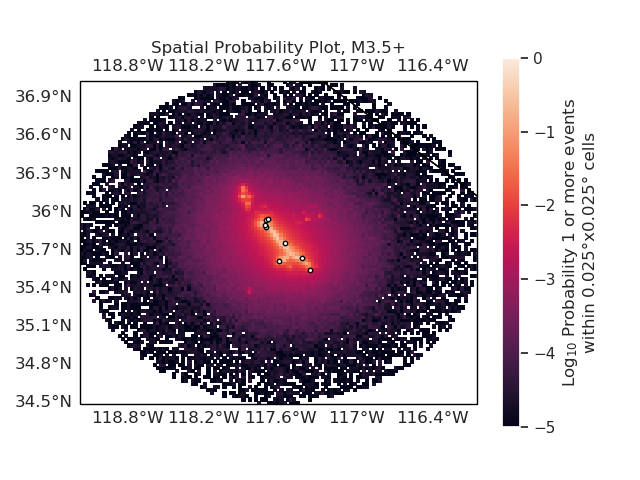 Spatial Probability Plot, M3.5+
118.8°W 118.2°W 117.6°W 117°W 116.4°W
36.9°N
36.6°N
36.3°N
36°N
35.7°N
35.4°N
35.1°N
34.8°N
34.5°N
118.8°W 118.2°W 117.6°W 117°W 116.4°W
0
−1
−2
−3
−4
−5
Log₁₀ Probability 1 or more events
within 0.025°x0.025° cells